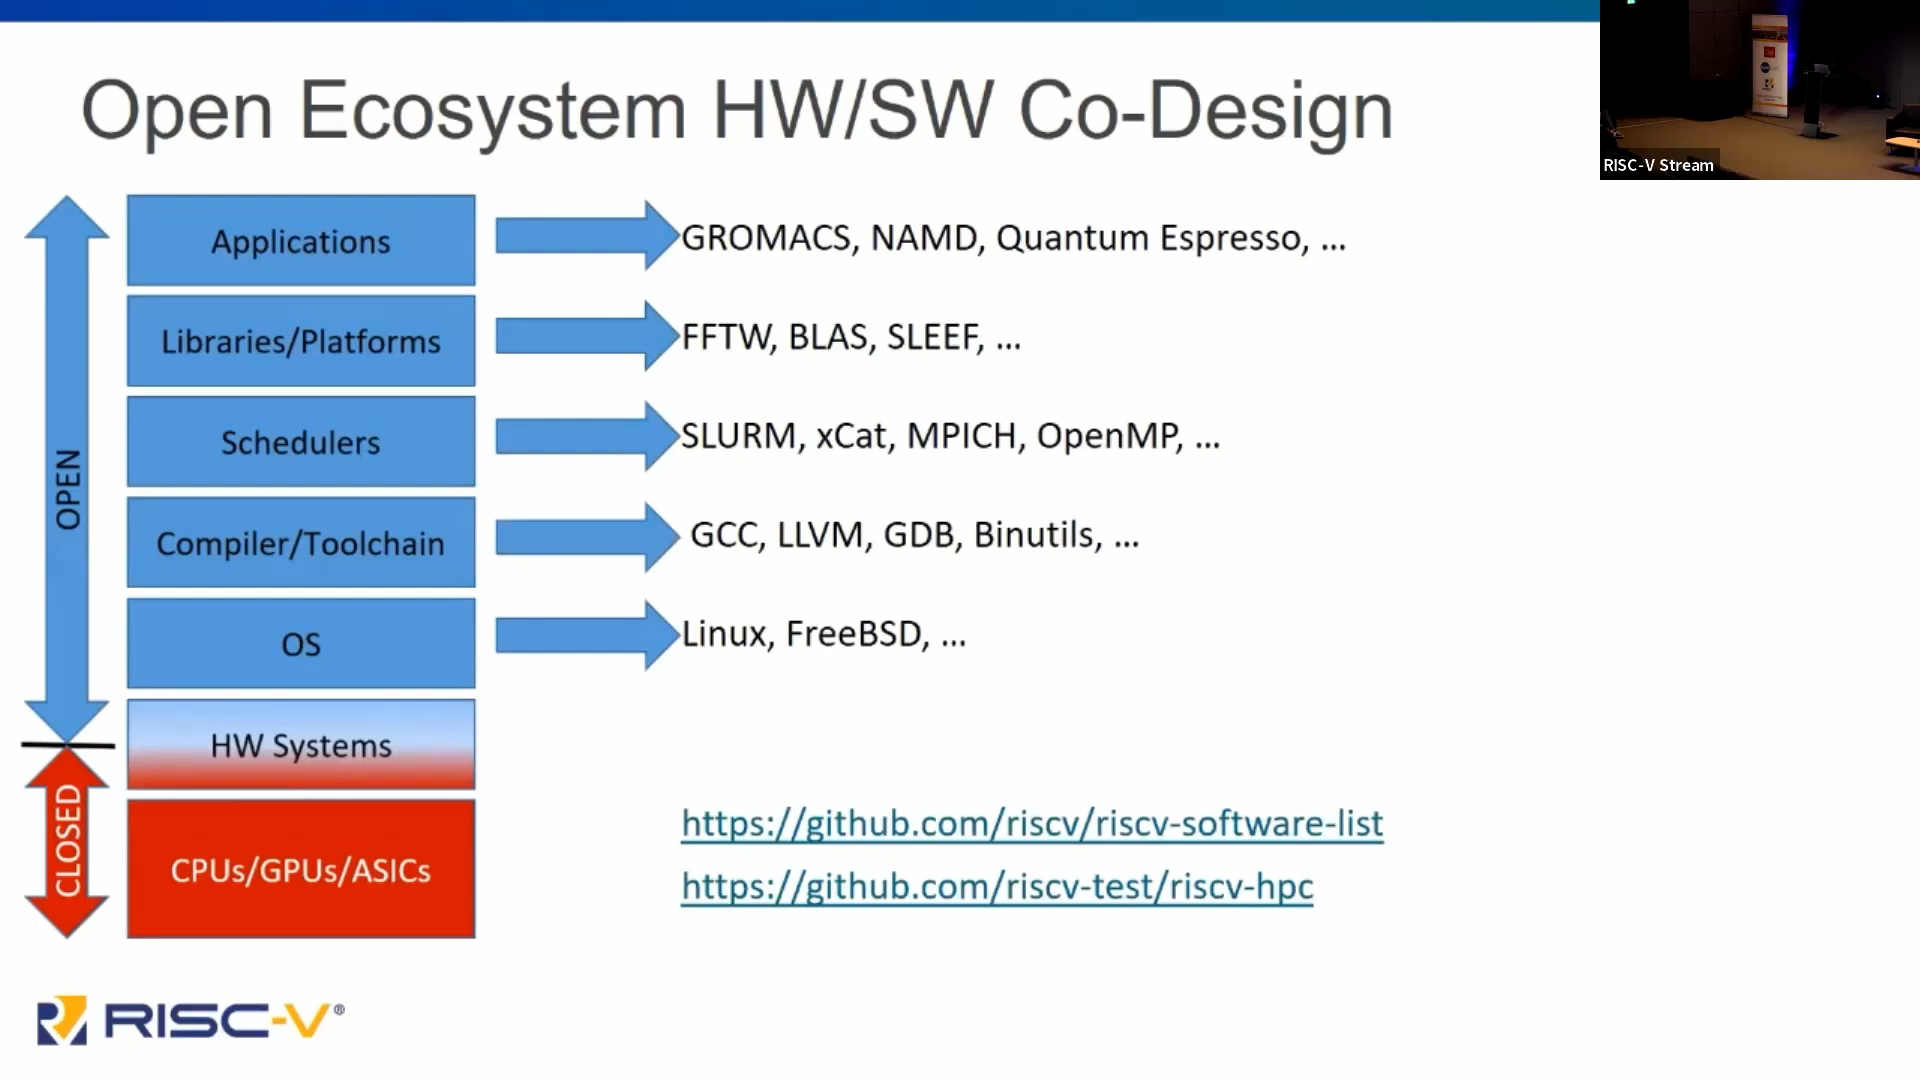 Open Ecosystem HW/SW Co-Design
RISC-V Stream
OPEN
Applications
GROMACS, NAMD, Quantum Espresso, ...
Libraries/Platforms
FFTW, BLAS, SLEEF, ...
Schedulers
SLURM, xCat, MPICH, OpenMP, ...
Compiler/Toolchain
GCC, LLVM, GDB, Binutils, ...
OS
Linux, FreeBSD, ...
HW Systems
CLOSED
CPUs/GPUs/ASICs
https://github.com/riscv/riscv-software-list
https://github.com/riscv-test/riscv-hpc
RISC-V®